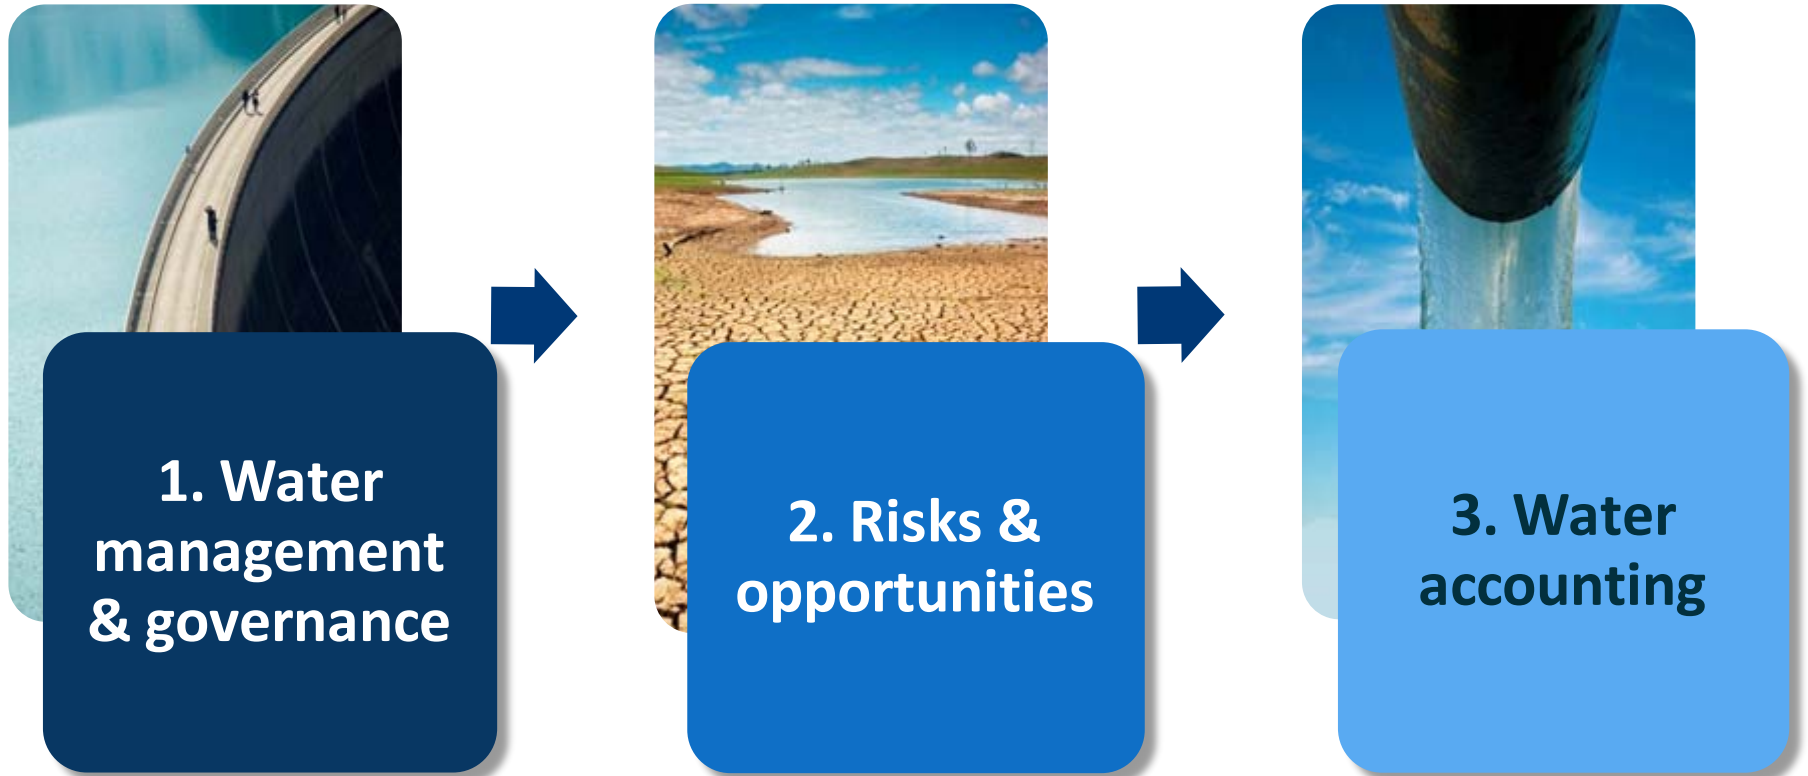 1. Water
management
& governance
2. Risks &
opportunities
3. Water
accounting